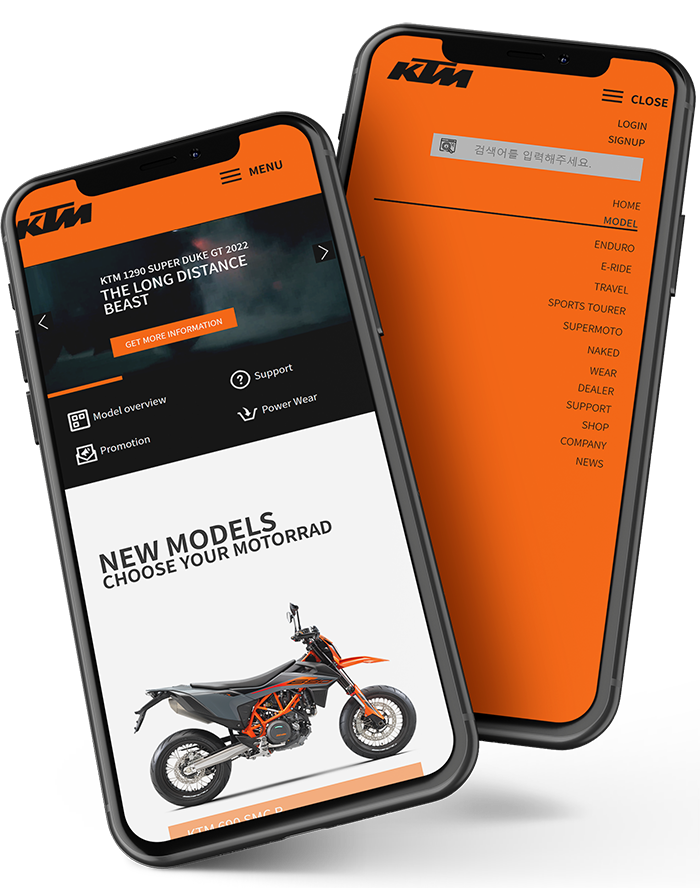 KTM
MENU
KTM 1290 SUPER DUKE GT 2022
THE LONG DISTANCE
BEAST
GET MORE INFORMATION
Model overview
Support
Promotion
Power Wear
NEW MODELS
CHOOSE YOUR MOTORRAD
KTM 690 SMC R
KTM
CLOSE
LOGIN
SIGNUP
검색어를 입력해주세요.
HOME
MODEL
ENDURO
E-RIDE
TRAVEL
SPORTS TOURER
SUPERMOTO
NAKED
WEAR
DEALER
SUPPORT
SHOP
COMPANY
NEWS